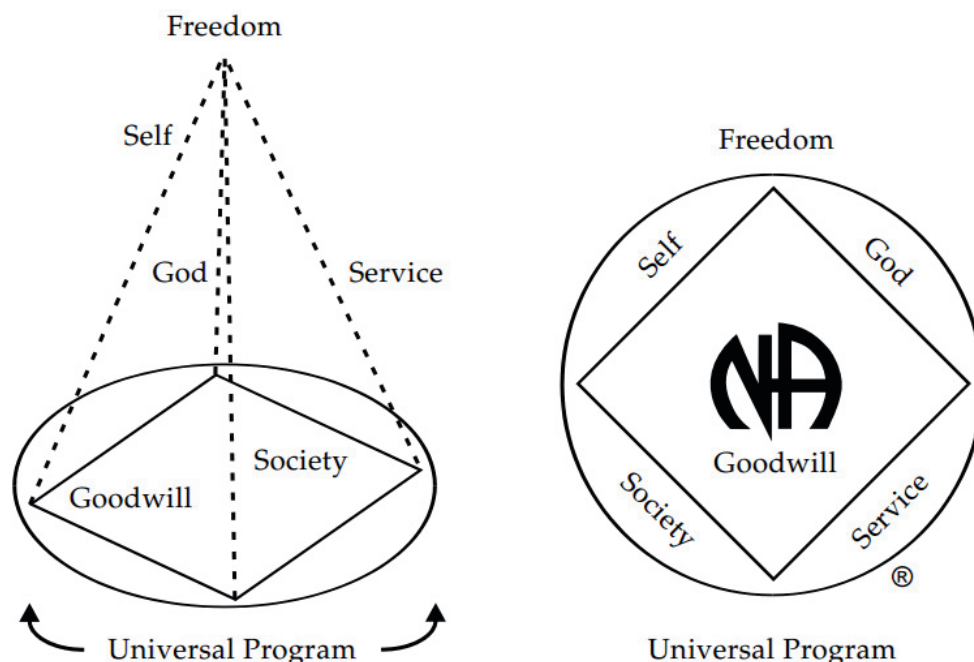 Freedom
Self
God
Service
Society
Goodwill
Universal Program
Freedom
Self
God
NA
Goodwill
Society
Service
®
Universal Program